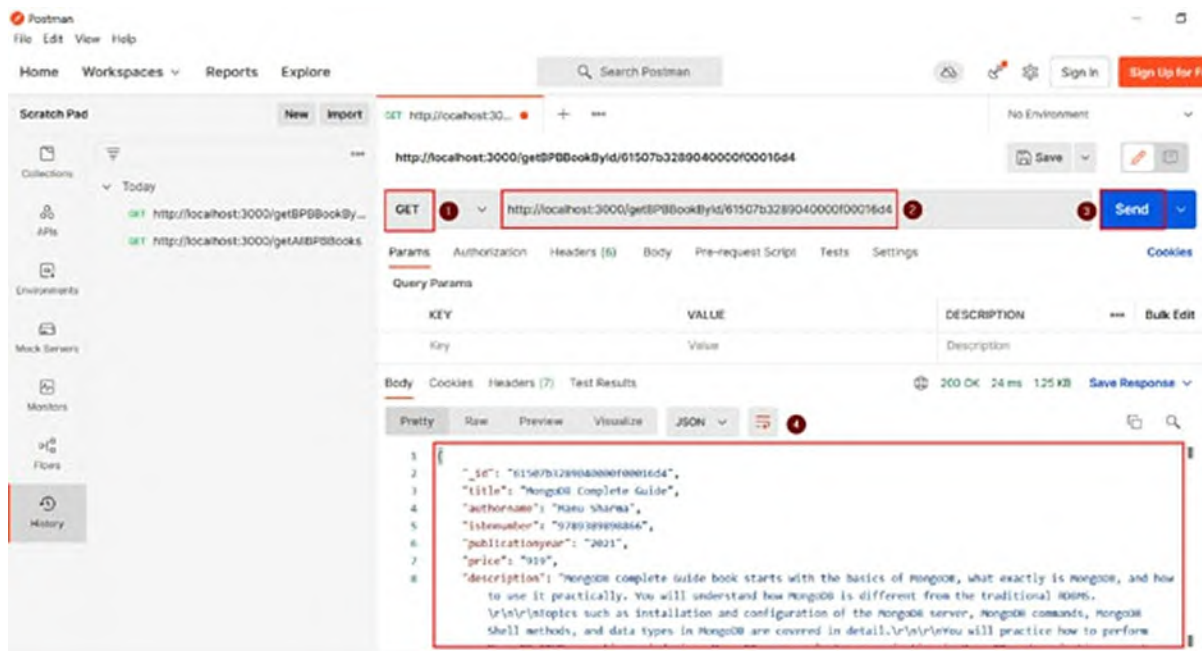 Postman
File Edit View Help
Home Workspaces Reports Explore Search Postman Sign In Sign Up for F
Scratch Pad New Import GET http://localhost:30... + ••• No Environment
Collections
APIs
Environments
Mock Servers
Monitors
Flows
History
•••
Today
GET http://localhost:3000/getBPBBookBy...
GET http://localhost:3000/getAllBPBBooks
http://localhost:3000/getBPBBookById/61507b3289040000f00016d4 Save
GET 1 http://localhost:3000/getBPBBookById/61507b3289040000f00016d4 2 3 Send
Params Authorization Headers (6) Body Pre-request Script Tests Settings Cookies
Query Params
KEY VALUE DESCRIPTION ••• Bulk Edit
Key Value Description
Body Cookies Headers (7) Test Results 200 OK 24 ms 1.25 KB Save Response
Pretty Raw Preview Visualize JSON 4
1 {
2 "_id": "61507b3289040000f00016d4",
3 "title": "MongoDB Complete Guide",
4 "authorname": "Manu Sharma",
5 "isbnnumber": "9789389898866",
6 "publicationyear": "2021",
7 "price": "919",
8 "description": "MongoDB complete Guide book starts with the basics of MongoDB, what exactly is MongoDB, and how
to use it practically. You will understand how MongoDB is different from the traditional RDBMS.
\r\n\r\nTopics such as installation and configuration of the MongoDB server, MongoDB commands, MongoDB
Shell methods, and data types in MongoDB are covered in detail.\r\n\r\nYou will practice how to perform